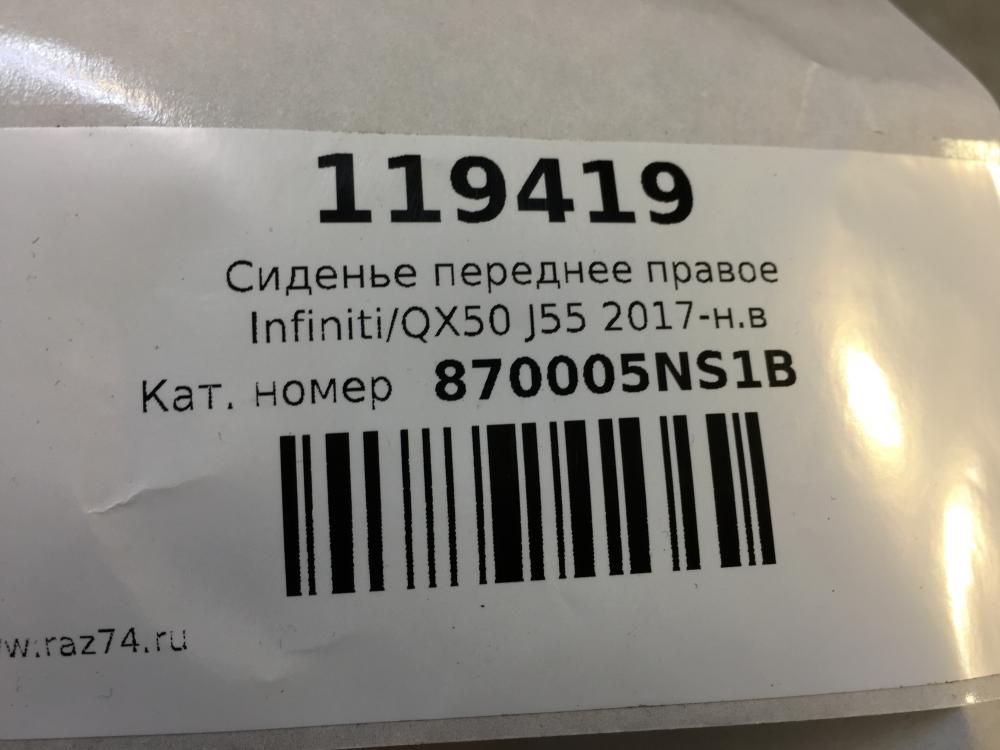 119419
Сиденье переднее правое
Infiniti/QX50 J55 2017-н.в
Кат. номер 870005NS1B
w.raz74.ru